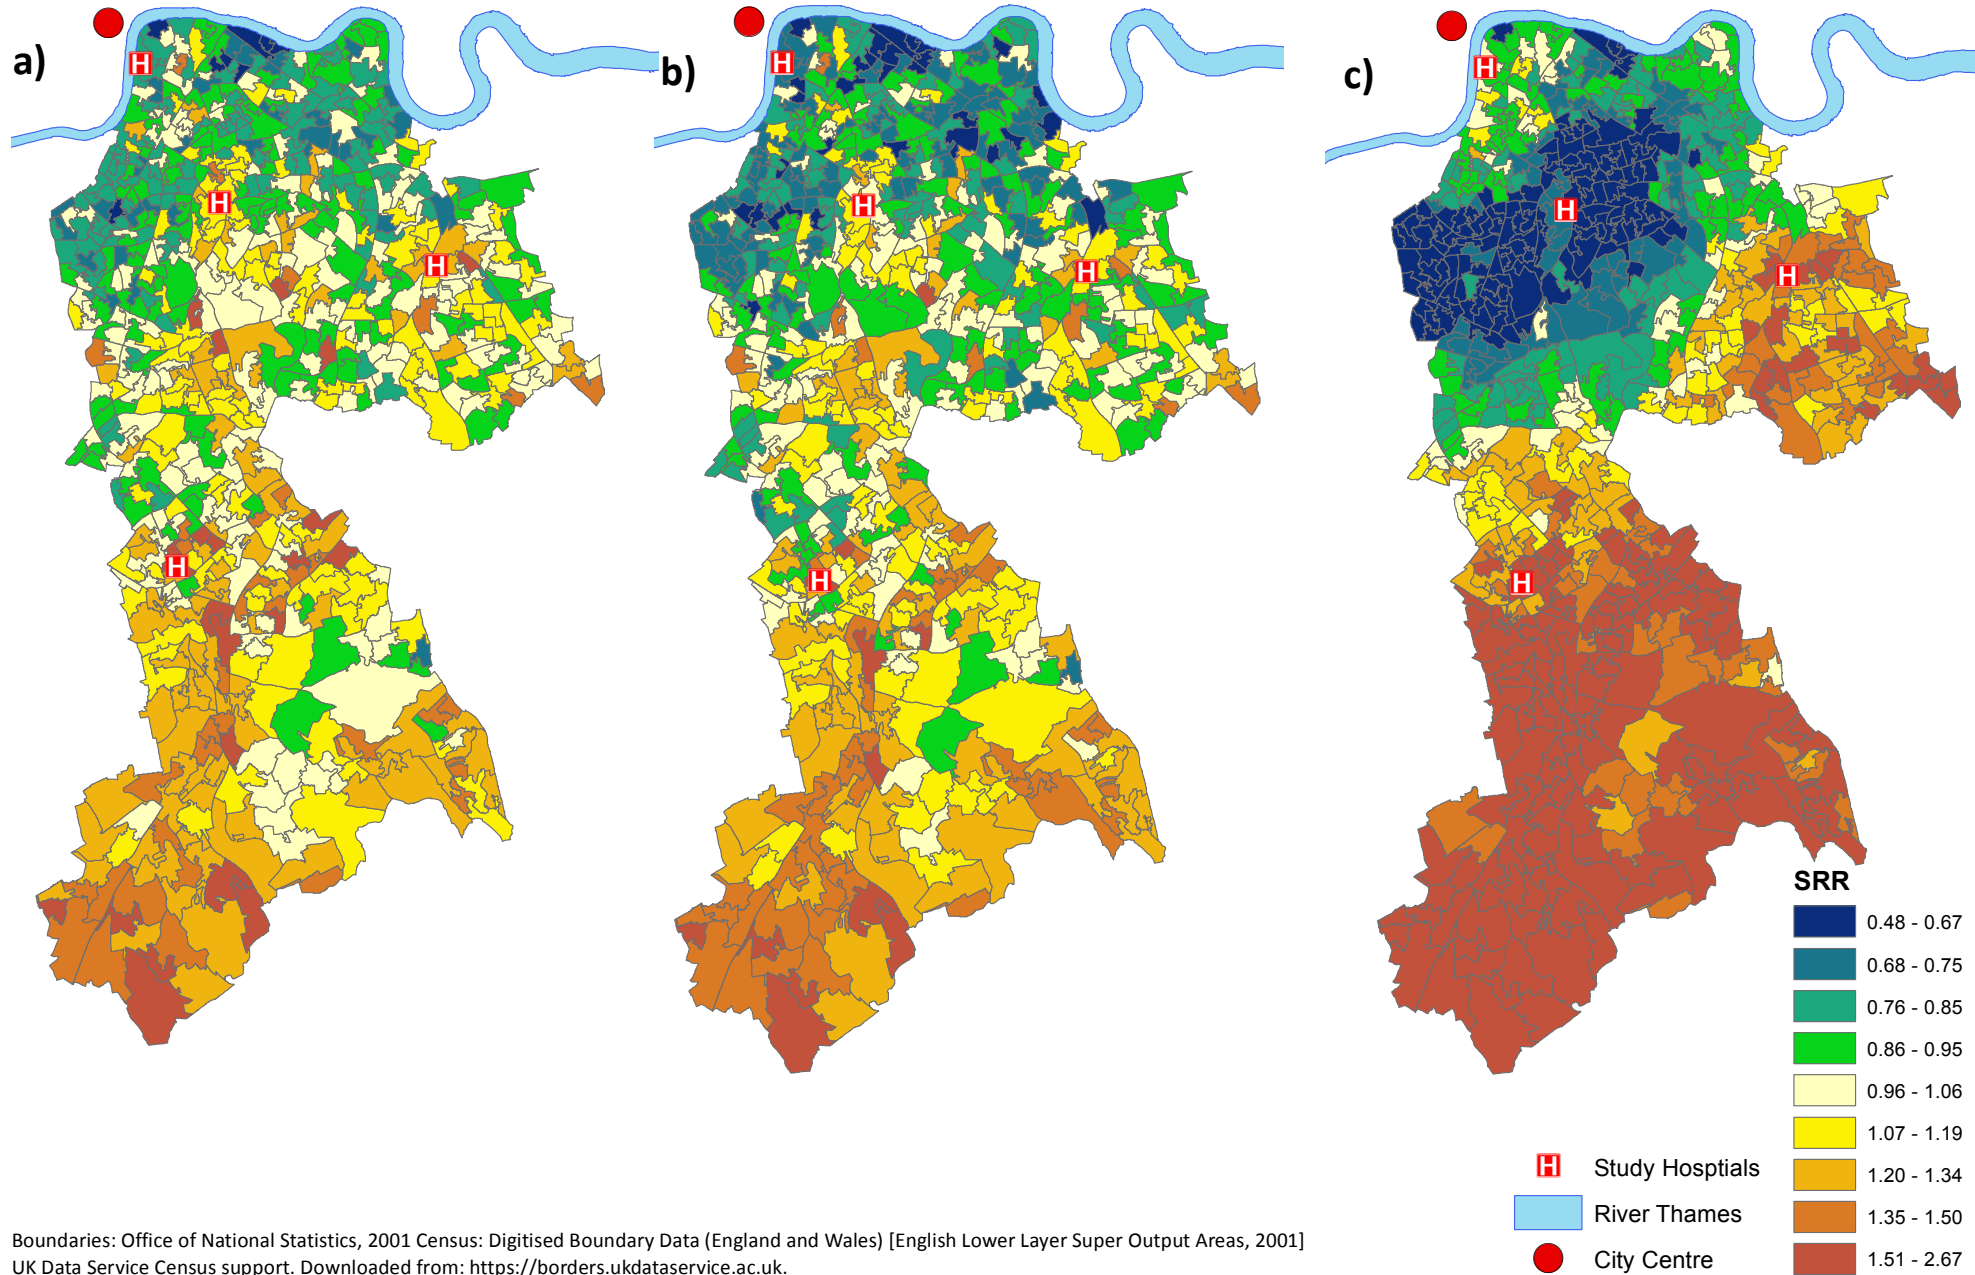 a)
b)
c)
H
H
H
H
H
H
H
H
H
H
H
H
SRR
0.48 - 0.67
0.68 - 0.75
0.76 - 0.85
0.86 - 0.95
0.96 - 1.06
1.07 - 1.19
1.20 - 1.34
1.35 - 1.50
1.51 - 2.67
H Study Hosptials
River Thames
City Centre
Boundaries: Office of National Statistics, 2001 Census: Digitised Boundary Data (England and Wales) [English Lower Layer Super Output Areas, 2001]
UK Data Service Census support. Downloaded from: https://borders.ukdataservice.ac.uk.